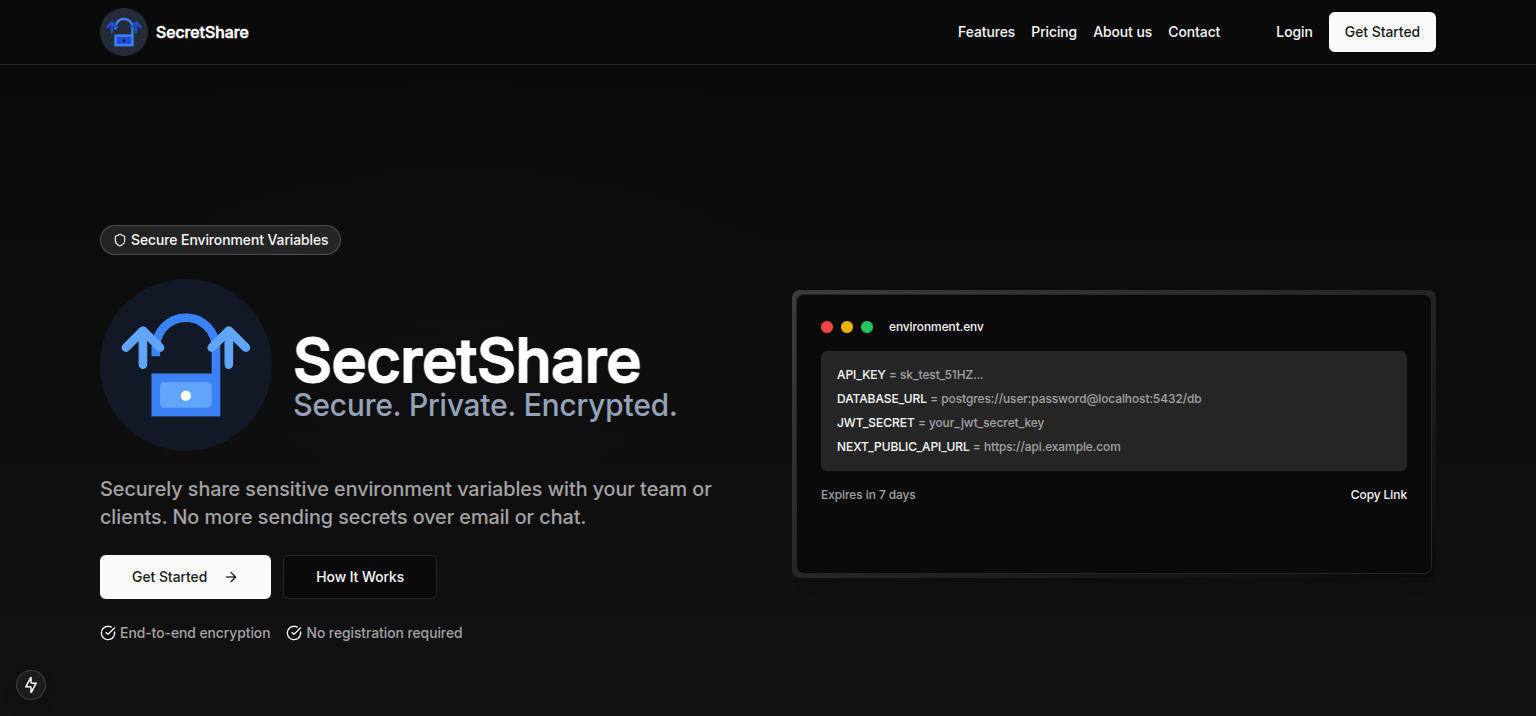 SecretShare
Features Pricing About us Contact Login Get Started
Secure Environment Variables
SecretShare
Secure. Private. Encrypted.
Securely share sensitive environment variables with your team or
clients. No more sending secrets over email or chat.
Get Started How It Works
End-to-end encryption No registration required
environment.env
API_KEY = sk_test_51HZ...
DATABASE_URL = postgres://user:password@localhost:5432/db
JWT_SECRET = your_jwt_secret_key
NEXT_PUBLIC_API_URL = https://api.example.com
Expires in 7 days Copy Link